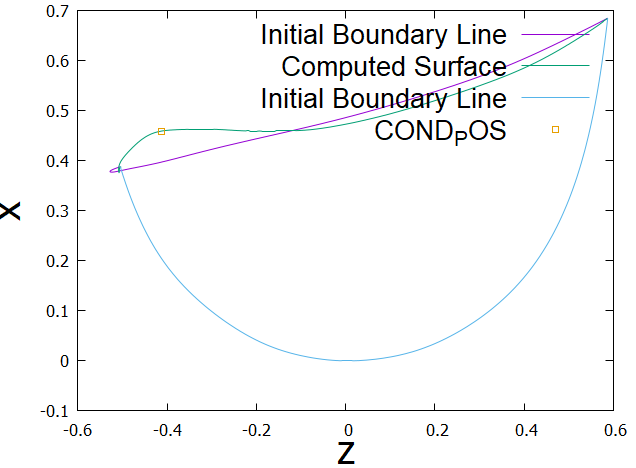 0.7
0.6
0.5
0.4
0.3
0.2
0.1
0
-0.1
X
Initial Boundary Line
Computed Surface
Initial Boundary Line
CONDPOS
-0.6 -0.4 -0.2 0 0.2 0.4 0.6
Z